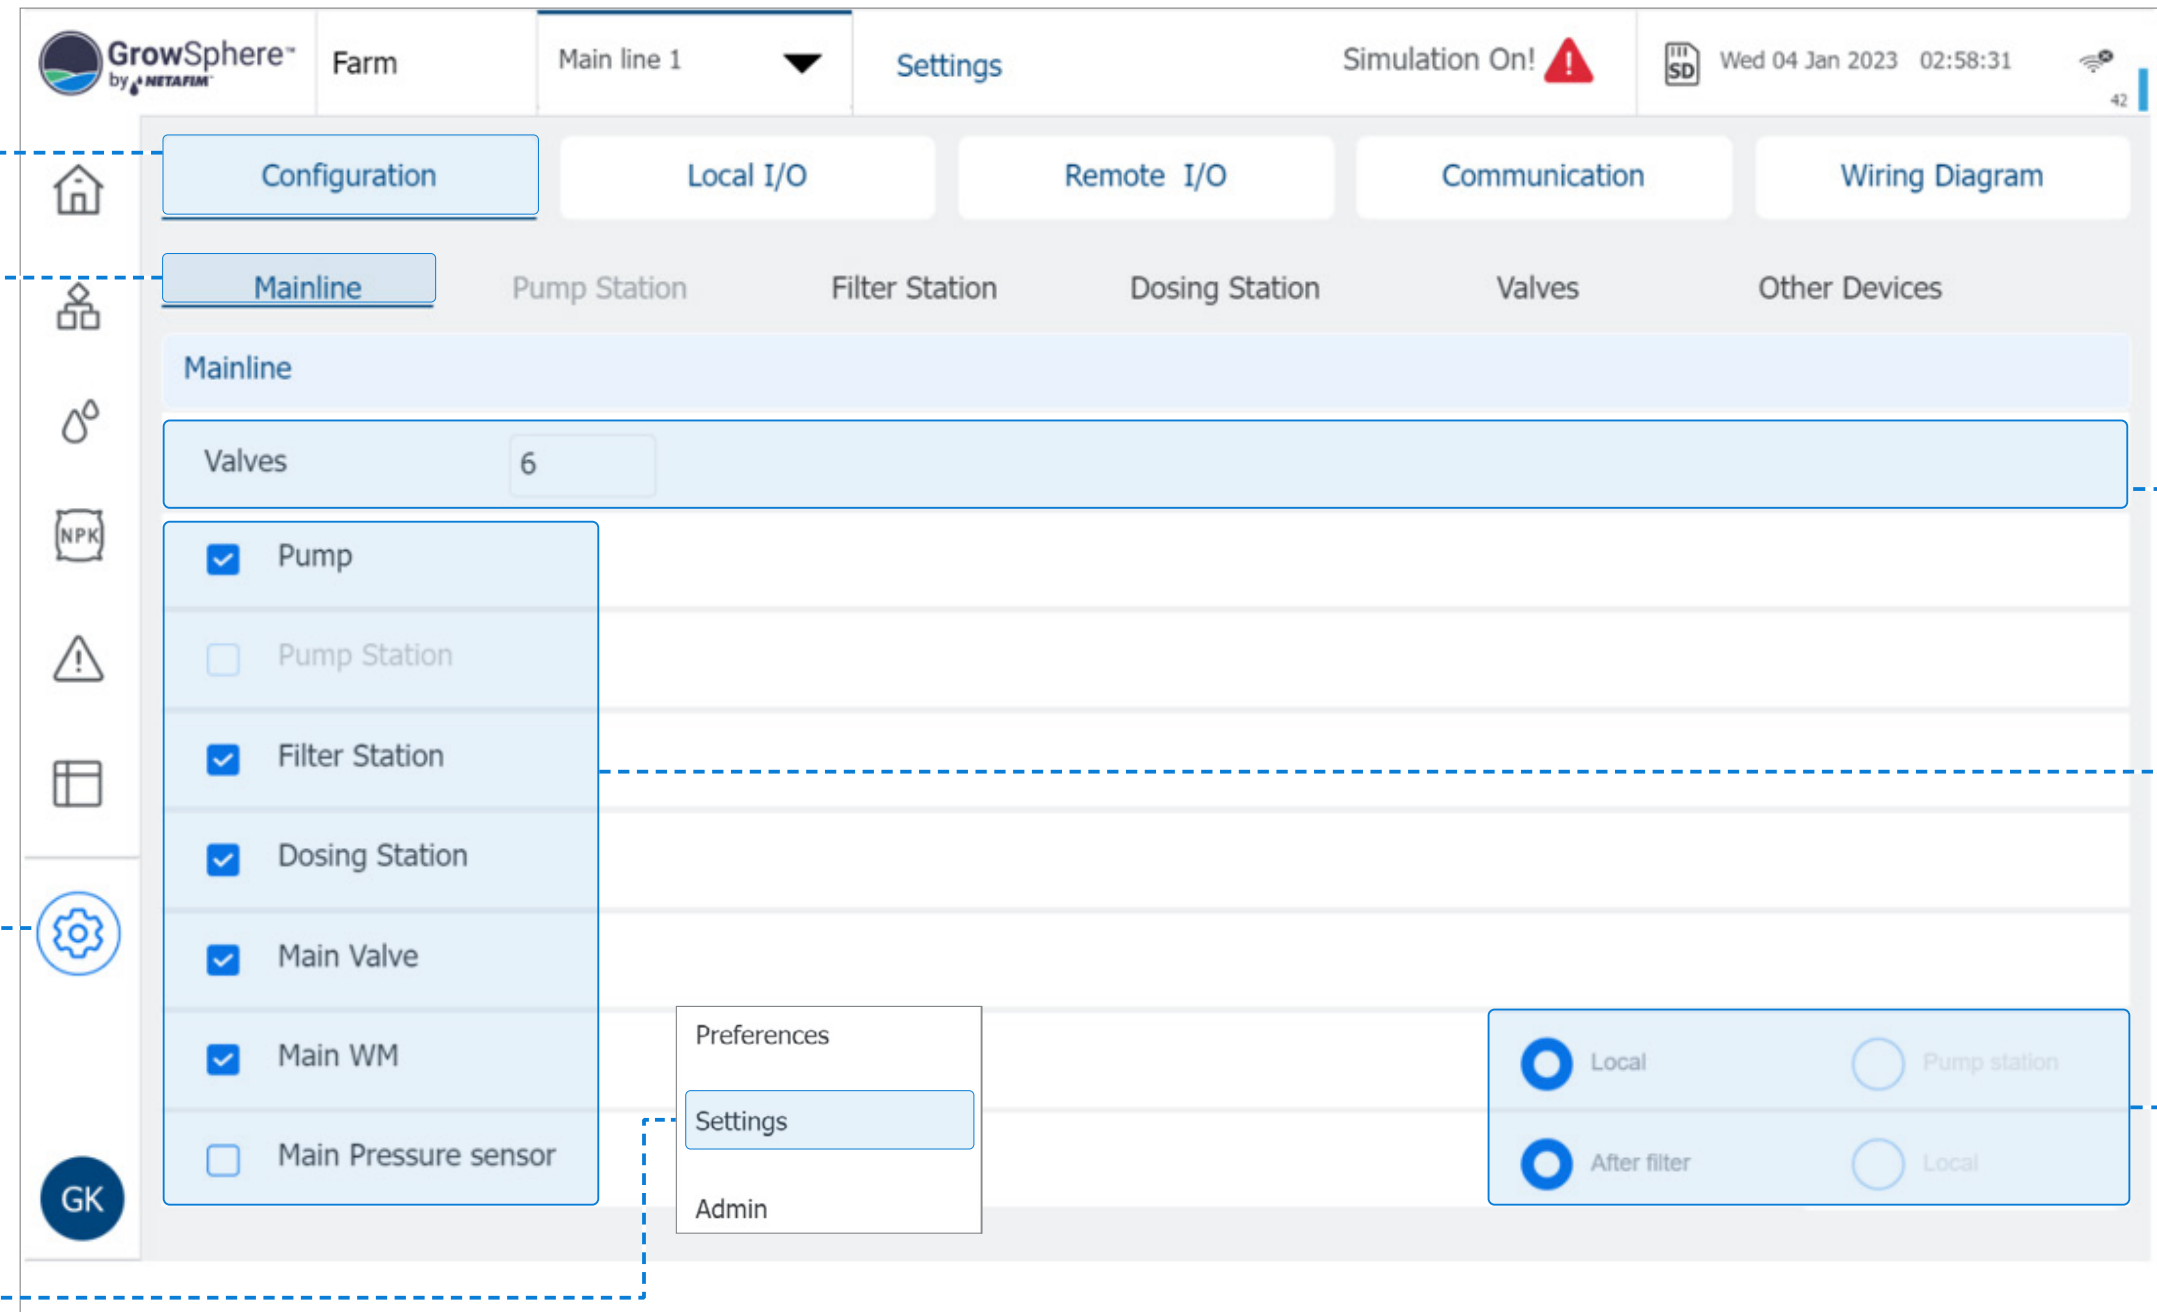 GrowSphere™
by NETAFIM™
Farm
Main line 1
Settings
Simulation On!
SD
Wed 04 Jan 2023 02:58:31
42
Configuration
Local I/O
Remote I/O
Communication
Wiring Diagram
Mainline
Pump Station
Filter Station
Dosing Station
Valves
Other Devices
Mainline
Valves
6
NPK
Pump
Pump Station
Filter Station
Dosing Station
Main Valve
Main WM
Main Pressure sensor
Preferences
Settings
Admin
Local
Pump station
After filter
Local
GK